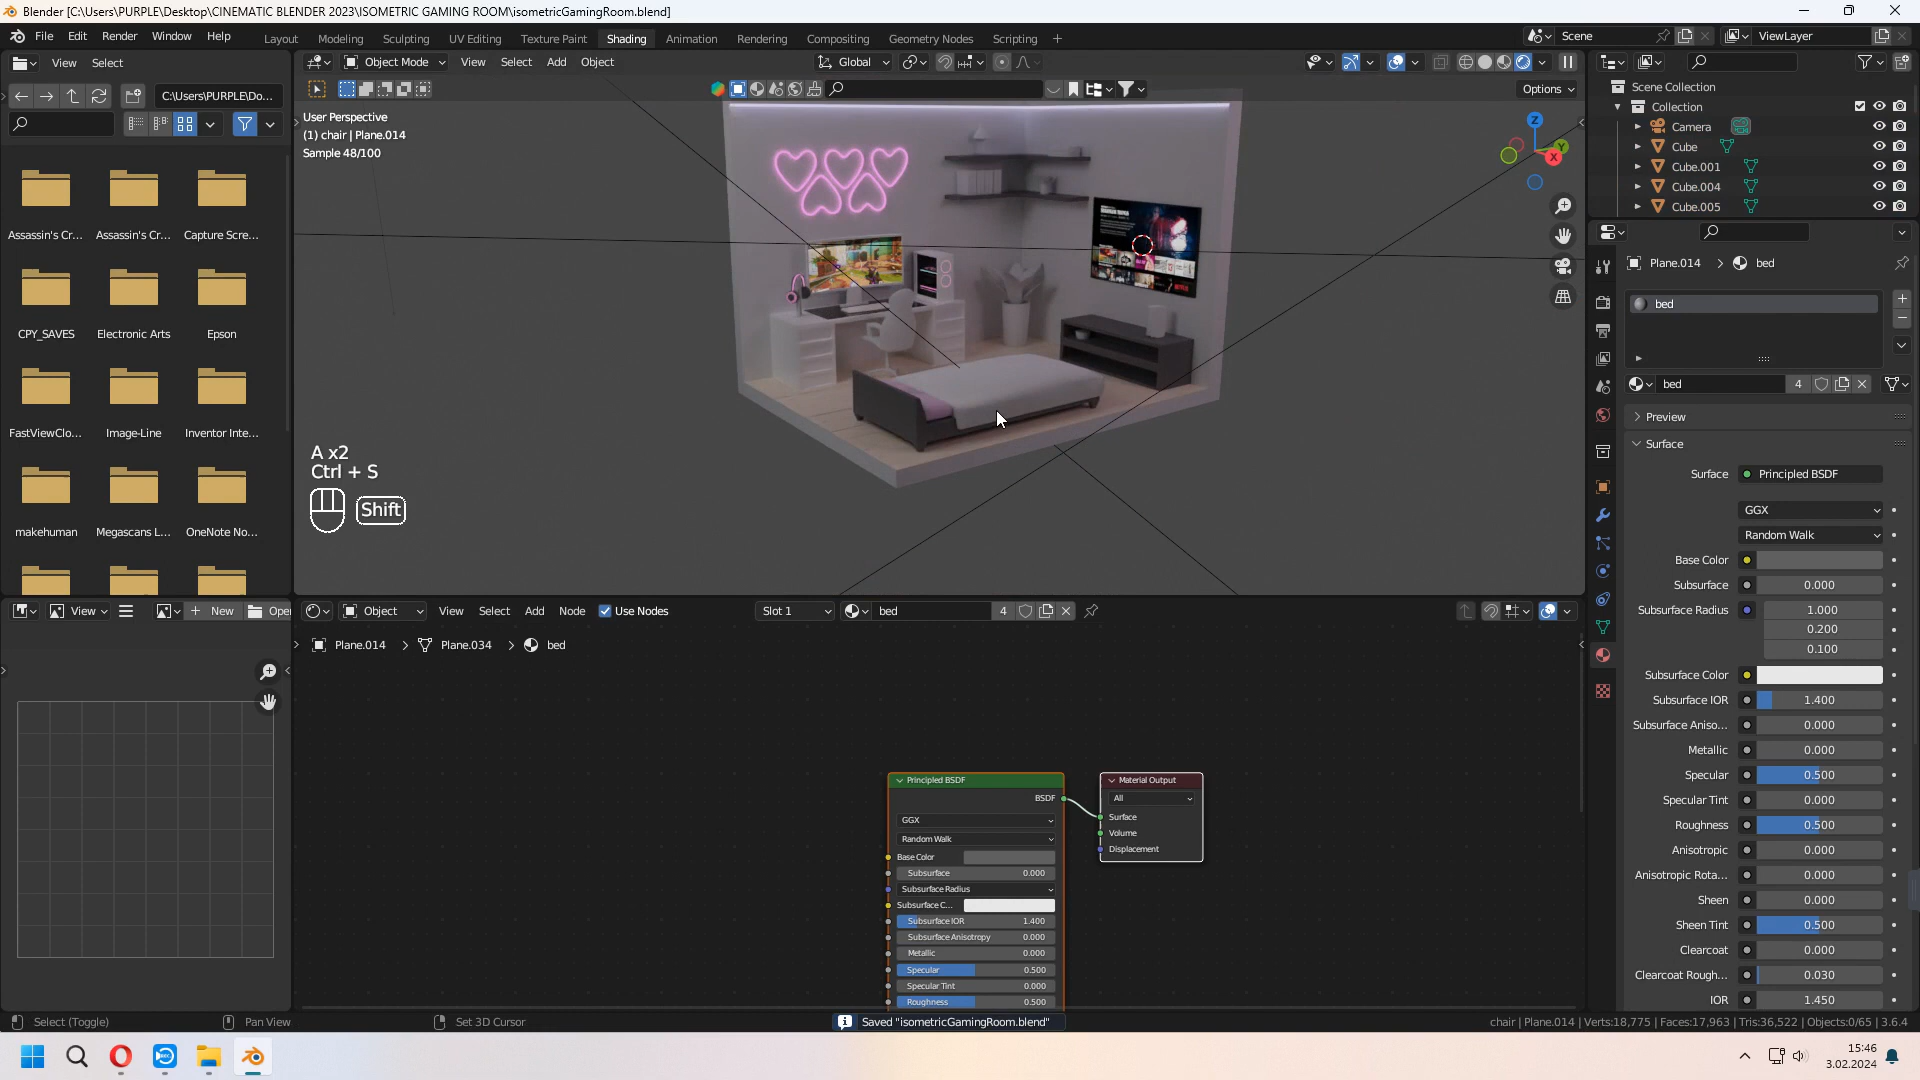 Blender [C:\Users\PURPLE\Desktop\CINEMATIC BLENDER 2023\ISOMETRIC GAMING ROOM\isometricGamingRoom.blend]
File Edit Render Window Help
Layout Modeling Sculpting UV Editing Texture Paint Shading Animation Rendering Compositing Geometry Nodes Scripting +
Scene
ViewLayer
View Select
Object Mode View Select Add Object
Global
C:\Users\PURPLE\Do...
Options
User Perspective
(1) chair | Plane.014
Sample 48/100
Z
Y
X
Assassin's Cr... Assassin's Cr... Capture Scre...
CPY_SAVES Electronic Arts Epson
FastViewClo... Image-Line Inventor Inte...
makehuman Megascans L... OneNote No...
A x2
Ctrl + S
Shift
Scene Collection
Collection
Camera
Cube
Cube.001
Cube.004
Cube.005
Plane.014 > bed
bed
bed 4
Preview
Surface
Surface Principled BSDF
GGX
Random Walk
Base Color
Subsurface 0.000
Subsurface Radius 1.000
0.200
0.100
Subsurface Color
Subsurface IOR 1.400
Subsurface Aniso... 0.000
Metallic 0.000
Specular 0.500
Specular Tint 0.000
Roughness 0.500
Anisotropic 0.000
Anisotropic Rota... 0.000
Sheen 0.000
Sheen Tint 0.500
Clearcoat 0.000
Clearcoat Rough... 0.030
IOR 1.450
View New Open
Object View Select Add Node Use Nodes Slot 1 bed 4
Plane.014 > Plane.034 > bed
Principled BSDF
BSDF
GGX
Random Walk
Base Color
Subsurface 0.000
Subsurface Radius
Subsurface C...
Subsurface IOR 1.400
Subsurface Anisotropy 0.000
Metallic 0.000
Specular 0.500
Specular Tint 0.000
Roughness 0.500
Material Output
All
Surface
Volume
Displacement
Select (Toggle) Pan View Set 3D Cursor
Saved "isometricGamingRoom.blend"
chair | Plane.014 | Verts:18,775 | Faces:17,963 | Tris:36,522 | Objects:0/65 | 3.6.4
15:46
3.02.2024